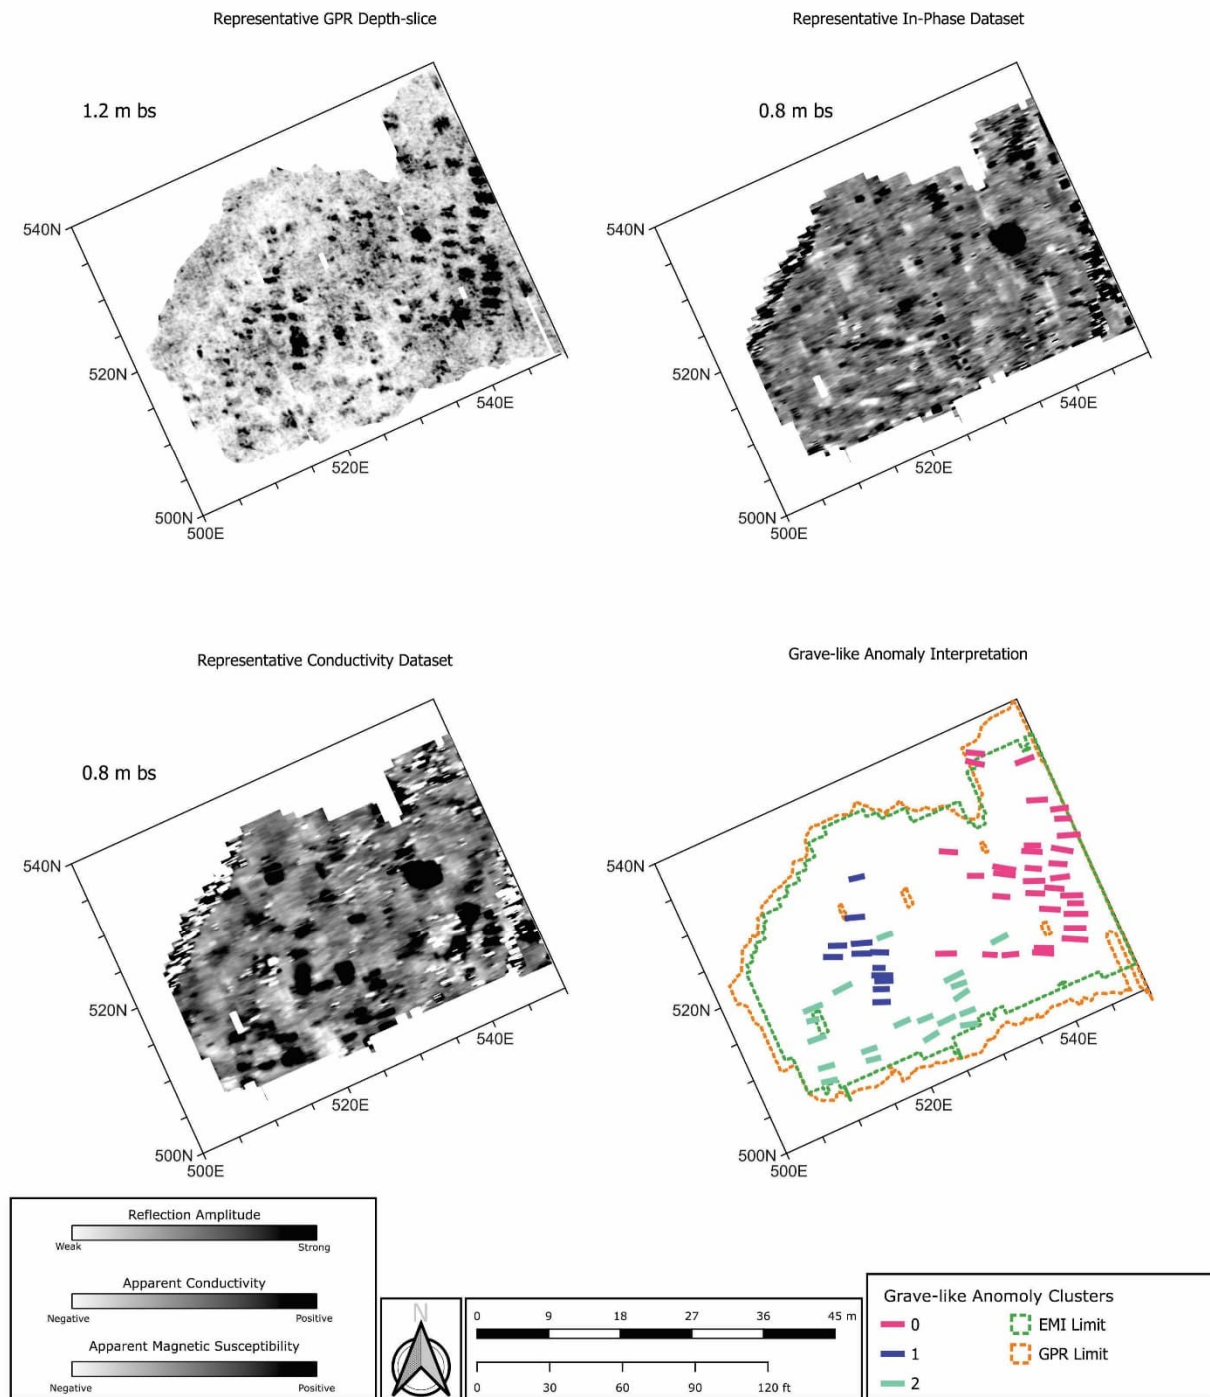 Representative GPR Depth-slice
Representative In-Phase Dataset
1.2 m bs
0.8 m bs
540N
540N
520N
520N
540E
540E
520E
520E
500N
500E
500N
500E
Representative Conductivity Dataset
Grave-like Anomaly Interpretation
0.8 m bs
540N
540N
520N
520N
540E
540E
520E
520E
500N
500E
500N
500E
Reflection Amplitude
Weak Strong
Apparent Conductivity
Negative Positive
Apparent Magnetic Susceptibility
Negative Positive
N
0 9 18 27 36 45 m
0 30 60 90 120 ft
Grave-like Anomoly Clusters
0 EMI Limit
1 GPR Limit
2